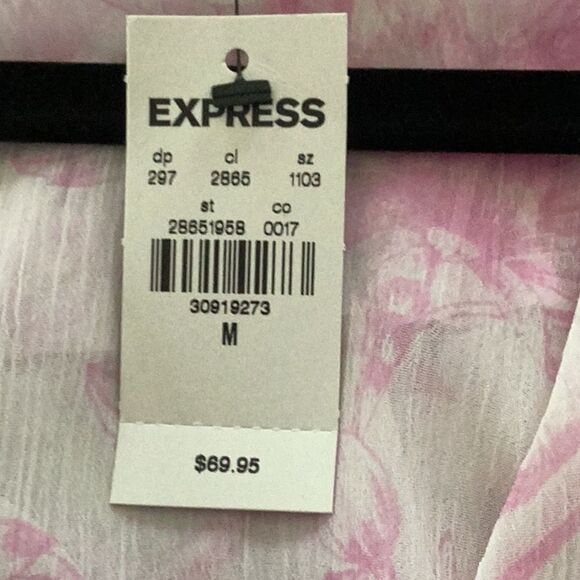 EXPRESS
dp cl sz
297 2865 1103
st co
28651958 0017
30919273
M
$69.95